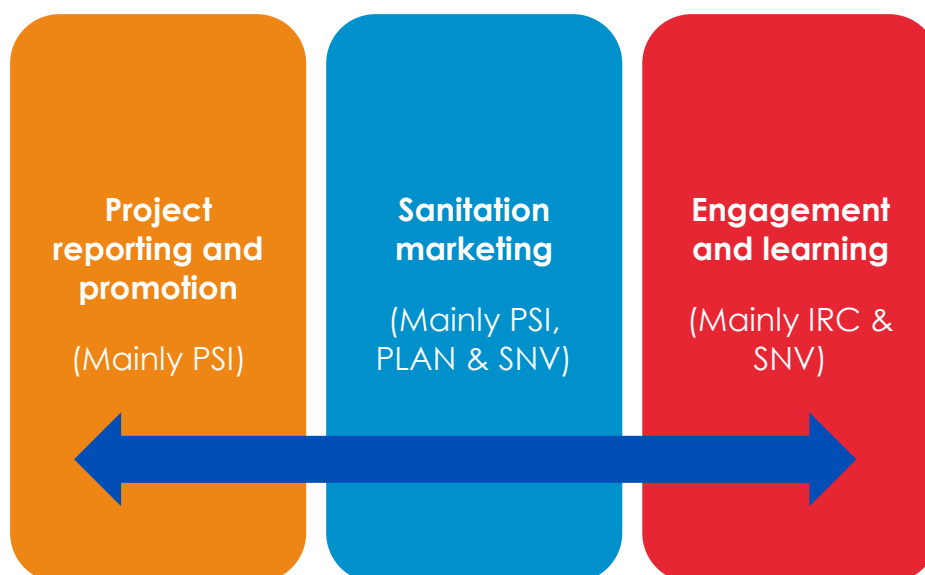 Project
reporting and
promotion
(Mainly PSI)
Sanitation
marketing
(Mainly PSI,
PLAN & SNV)
Engagement
and learning
(Mainly IRC &
SNV)